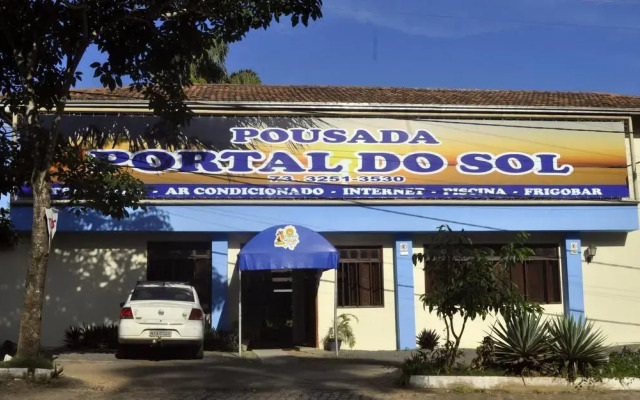 POUSADA
PORTAL DO SOL
73. 3251-3530
- AR CONDICIONADO - INTERNET - PISCINA - FRIGOBAR